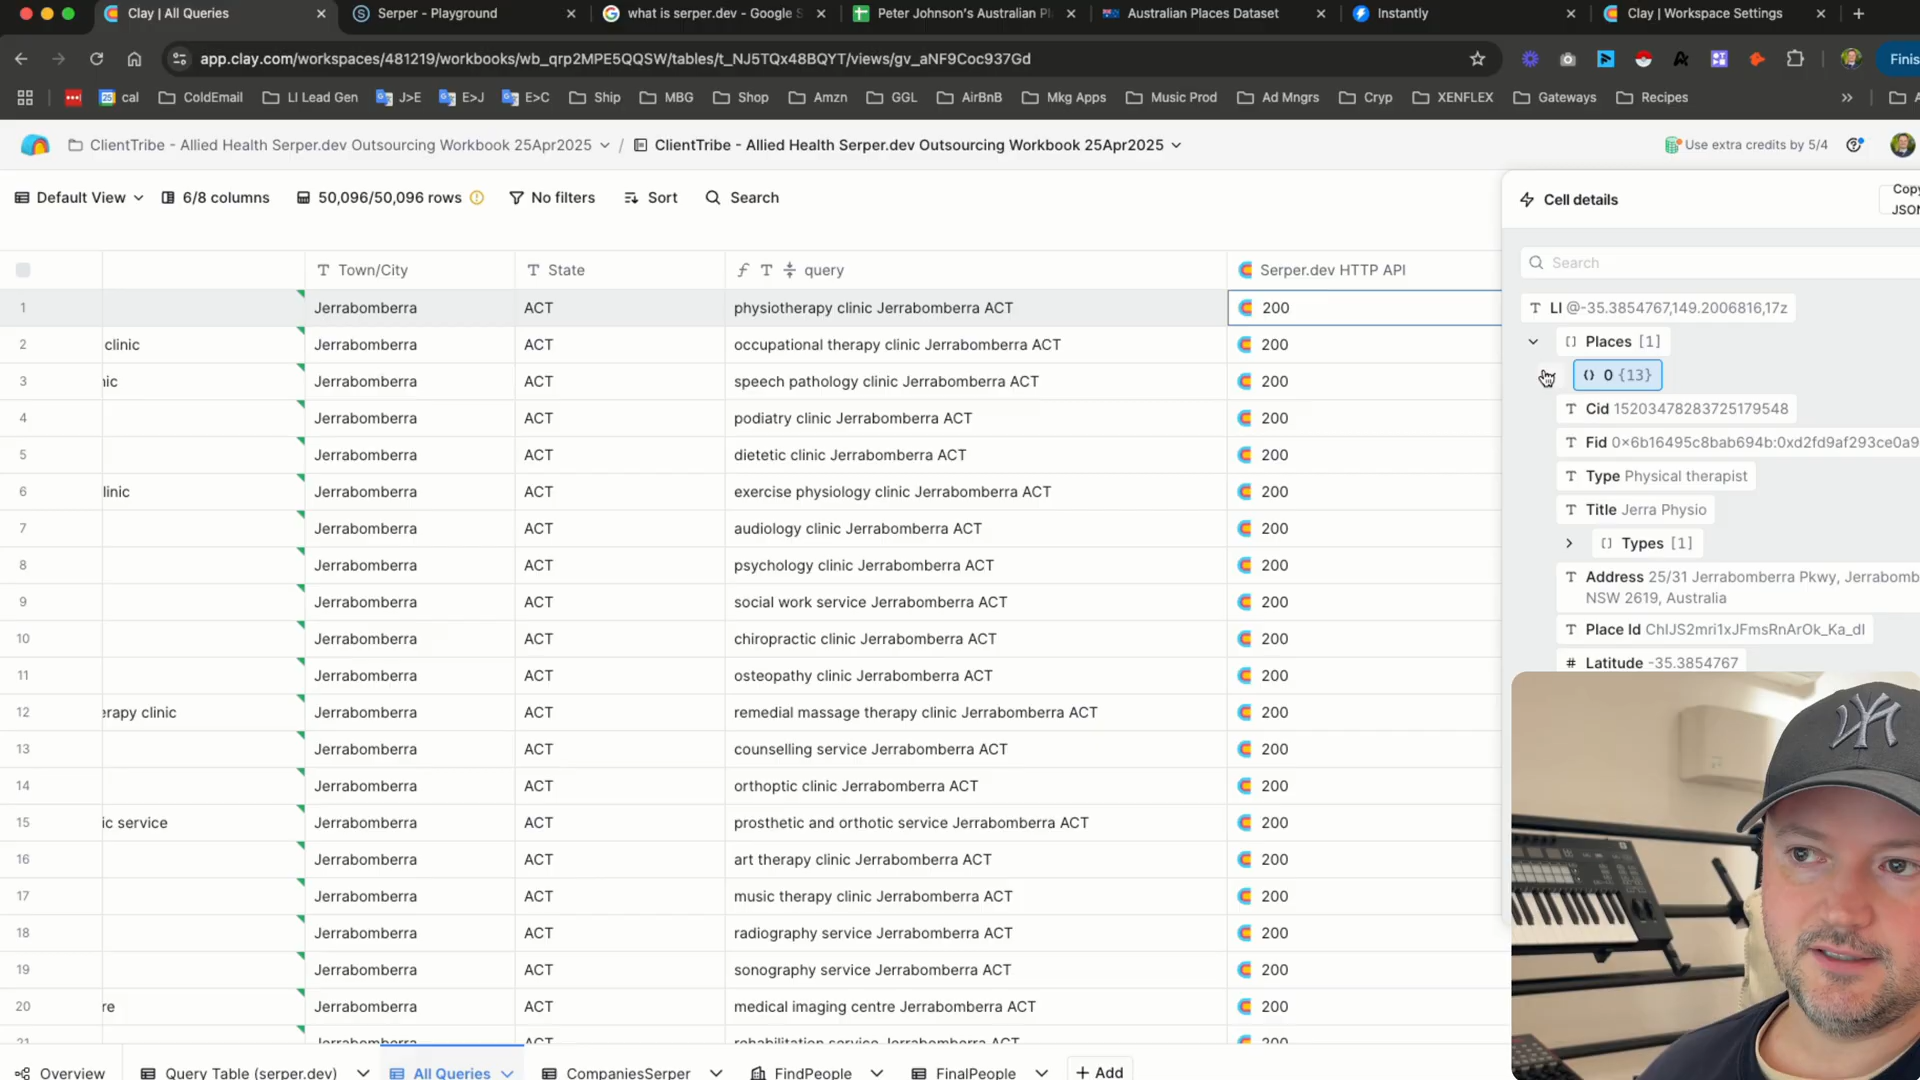 Clay | All Queries
Serper - Playground
what is serper.dev - Google S
Peter Johnson's Australian Pl
Australian Places Dataset
Instantly
Clay | Workspace Settings
app.clay.com/workspaces/481219/workbooks/wb_qrp2MPE5QQSW/tables/t_NJ5TQx48BQYT/views/gv_aNF9Coc937Gd
Finis
cal
ColdEmail
LI Lead Gen
J>E
E>J
E>C
Ship
MBG
Shop
Amzn
GGL
AirBnB
Mkg Apps
Music Prod
Ad Mngrs
Cryp
XENFLEX
Gateways
Recipes
ClientTribe - Allied Health Serper.dev Outsourcing Workbook 25Apr2025
/
ClientTribe - Allied Health Serper.dev Outsourcing Workbook 25Apr2025
Use extra credits by 5/4
Default View
6/8 columns
50,096/50,096 rows
No filters
Sort
Search
Cell details
Copy
JSON
Search
Town/City State query Serper.dev HTTP API
1 Jerrabomberra ACT physiotherapy clinic Jerrabomberra ACT 200
2 clinic Jerrabomberra ACT occupational therapy clinic Jerrabomberra ACT 200
3 nic Jerrabomberra ACT speech pathology clinic Jerrabomberra ACT 200
4 Jerrabomberra ACT podiatry clinic Jerrabomberra ACT 200
5 Jerrabomberra ACT dietetic clinic Jerrabomberra ACT 200
6 linic Jerrabomberra ACT exercise physiology clinic Jerrabomberra ACT 200
7 Jerrabomberra ACT audiology clinic Jerrabomberra ACT 200
8 Jerrabomberra ACT psychology clinic Jerrabomberra ACT 200
9 Jerrabomberra ACT social work service Jerrabomberra ACT 200
10 Jerrabomberra ACT chiropractic clinic Jerrabomberra ACT 200
11 Jerrabomberra ACT osteopathy clinic Jerrabomberra ACT 200
12 erapy clinic Jerrabomberra ACT remedial massage therapy clinic Jerrabomberra ACT 200
13 Jerrabomberra ACT counselling service Jerrabomberra ACT 200
14 Jerrabomberra ACT orthoptic clinic Jerrabomberra ACT 200
15 ic service Jerrabomberra ACT prosthetic and orthotic service Jerrabomberra ACT 200
16 Jerrabomberra ACT art therapy clinic Jerrabomberra ACT 200
17 Jerrabomberra ACT music therapy clinic Jerrabomberra ACT 200
18 Jerrabomberra ACT radiography service Jerrabomberra ACT 200
19 Jerrabomberra ACT sonography service Jerrabomberra ACT 200
20 re Jerrabomberra ACT medical imaging centre Jerrabomberra ACT 200
21 Jerrabomberra ACT rehabilitation service Jerrabomberra ACT 200
Ll @-35.3854767,149.2006816,17z
Places [1]
0 {13}
Cid 15203478283725179548
Fid 0x6b16495c8bab694b:0xd2fd9af293ce0a9
Type Physical therapist
Title Jerra Physio
Types [1]
Address 25/31 Jerrabomberra Pkwy, Jerrabomb
NSW 2619, Australia
Place Id ChIJS2mri1xJFmsRnArOk_Ka_dI
Latitude -35.3854767
Overview
Query Table (serper.dev)
All Queries
CompaniesSerper
FindPeople
FinalPeople
+ Add